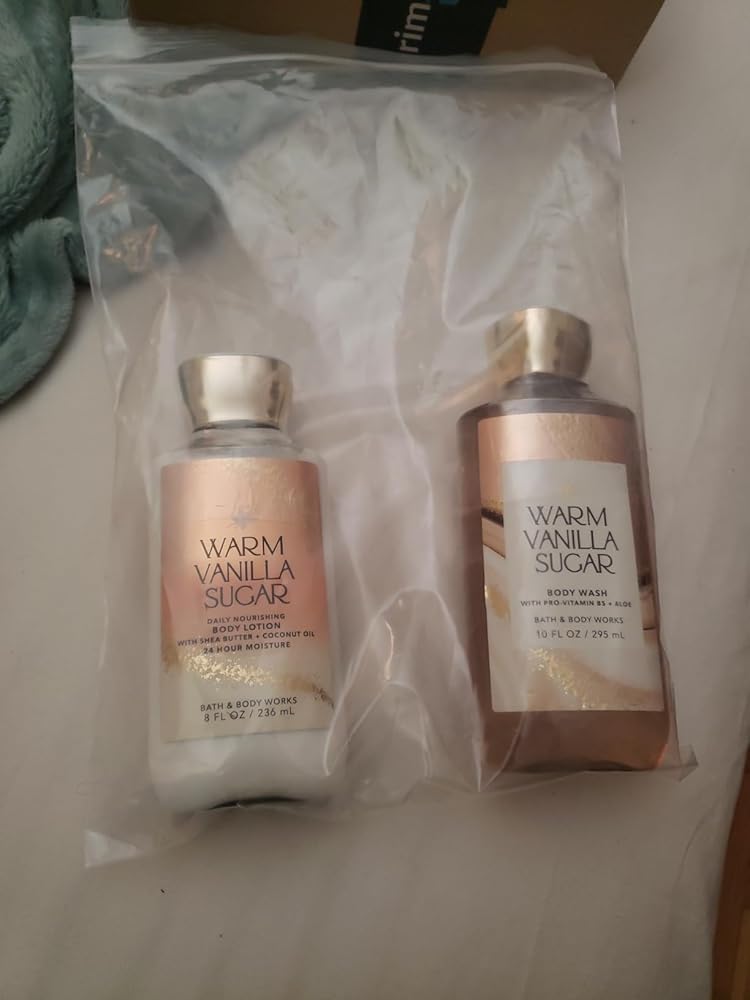 rim
WARM
VANILLA
SUGAR
DAILY NOURISHING
BODY LOTION
WITH SHEA BUTTER + COCONUT OIL
24 HOUR MOISTURE
BATH & BODY WORKS
8 FL OZ / 236 mL
WARM
VANILLA
SUGAR
BODY WASH
WITH PRO-VITAMIN B5 + ALOE
BATH & BODY WORKS
10 FL OZ / 295 mL